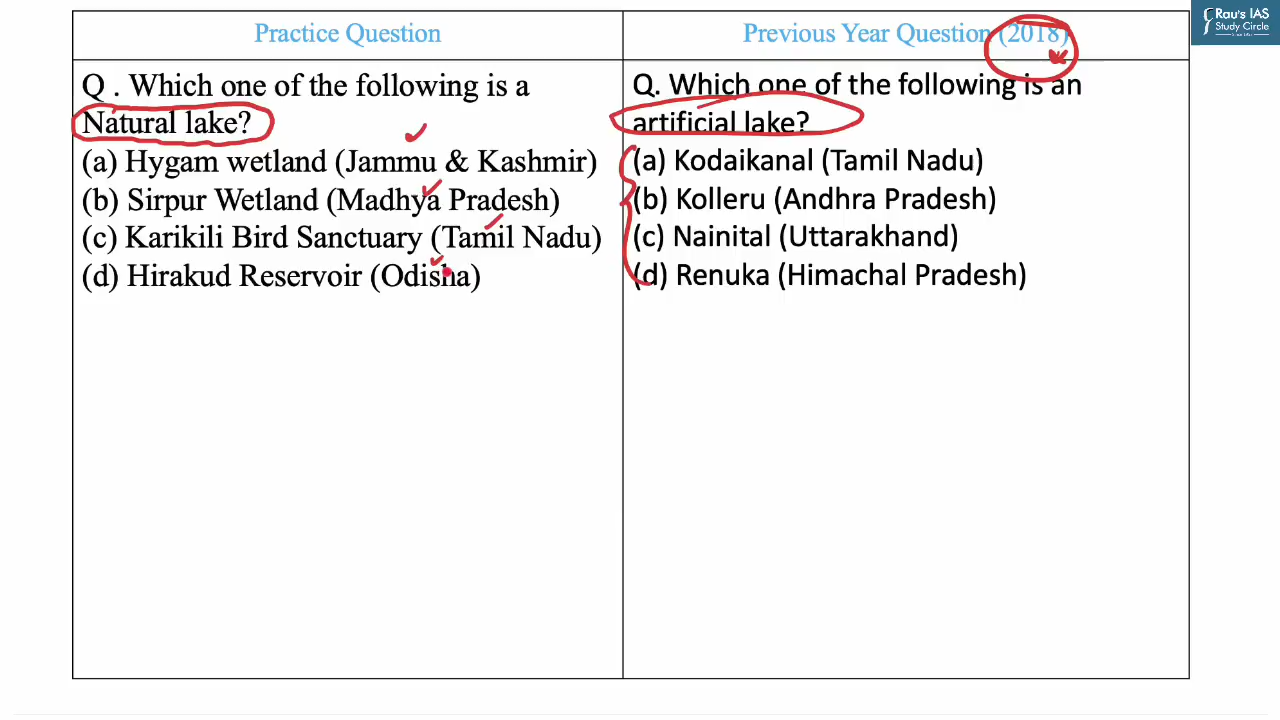 Rau's IAS
Study Circle
Practice Question
Q . Which one of the following is a
Natural lake?
(a) Hygam wetland (Jammu & Kashmir)
(b) Sirpur Wetland (Madhya Pradesh)
(c) Karikili Bird Sanctuary (Tamil Nadu)
(d) Hirakud Reservoir (Odisha)
Previous Year Question (2018)
Q. Which one of the following is an
artificial lake?
(a) Kodaikanal (Tamil Nadu)
(b) Kolleru (Andhra Pradesh)
(c) Nainital (Uttarakhand)
(d) Renuka (Himachal Pradesh)